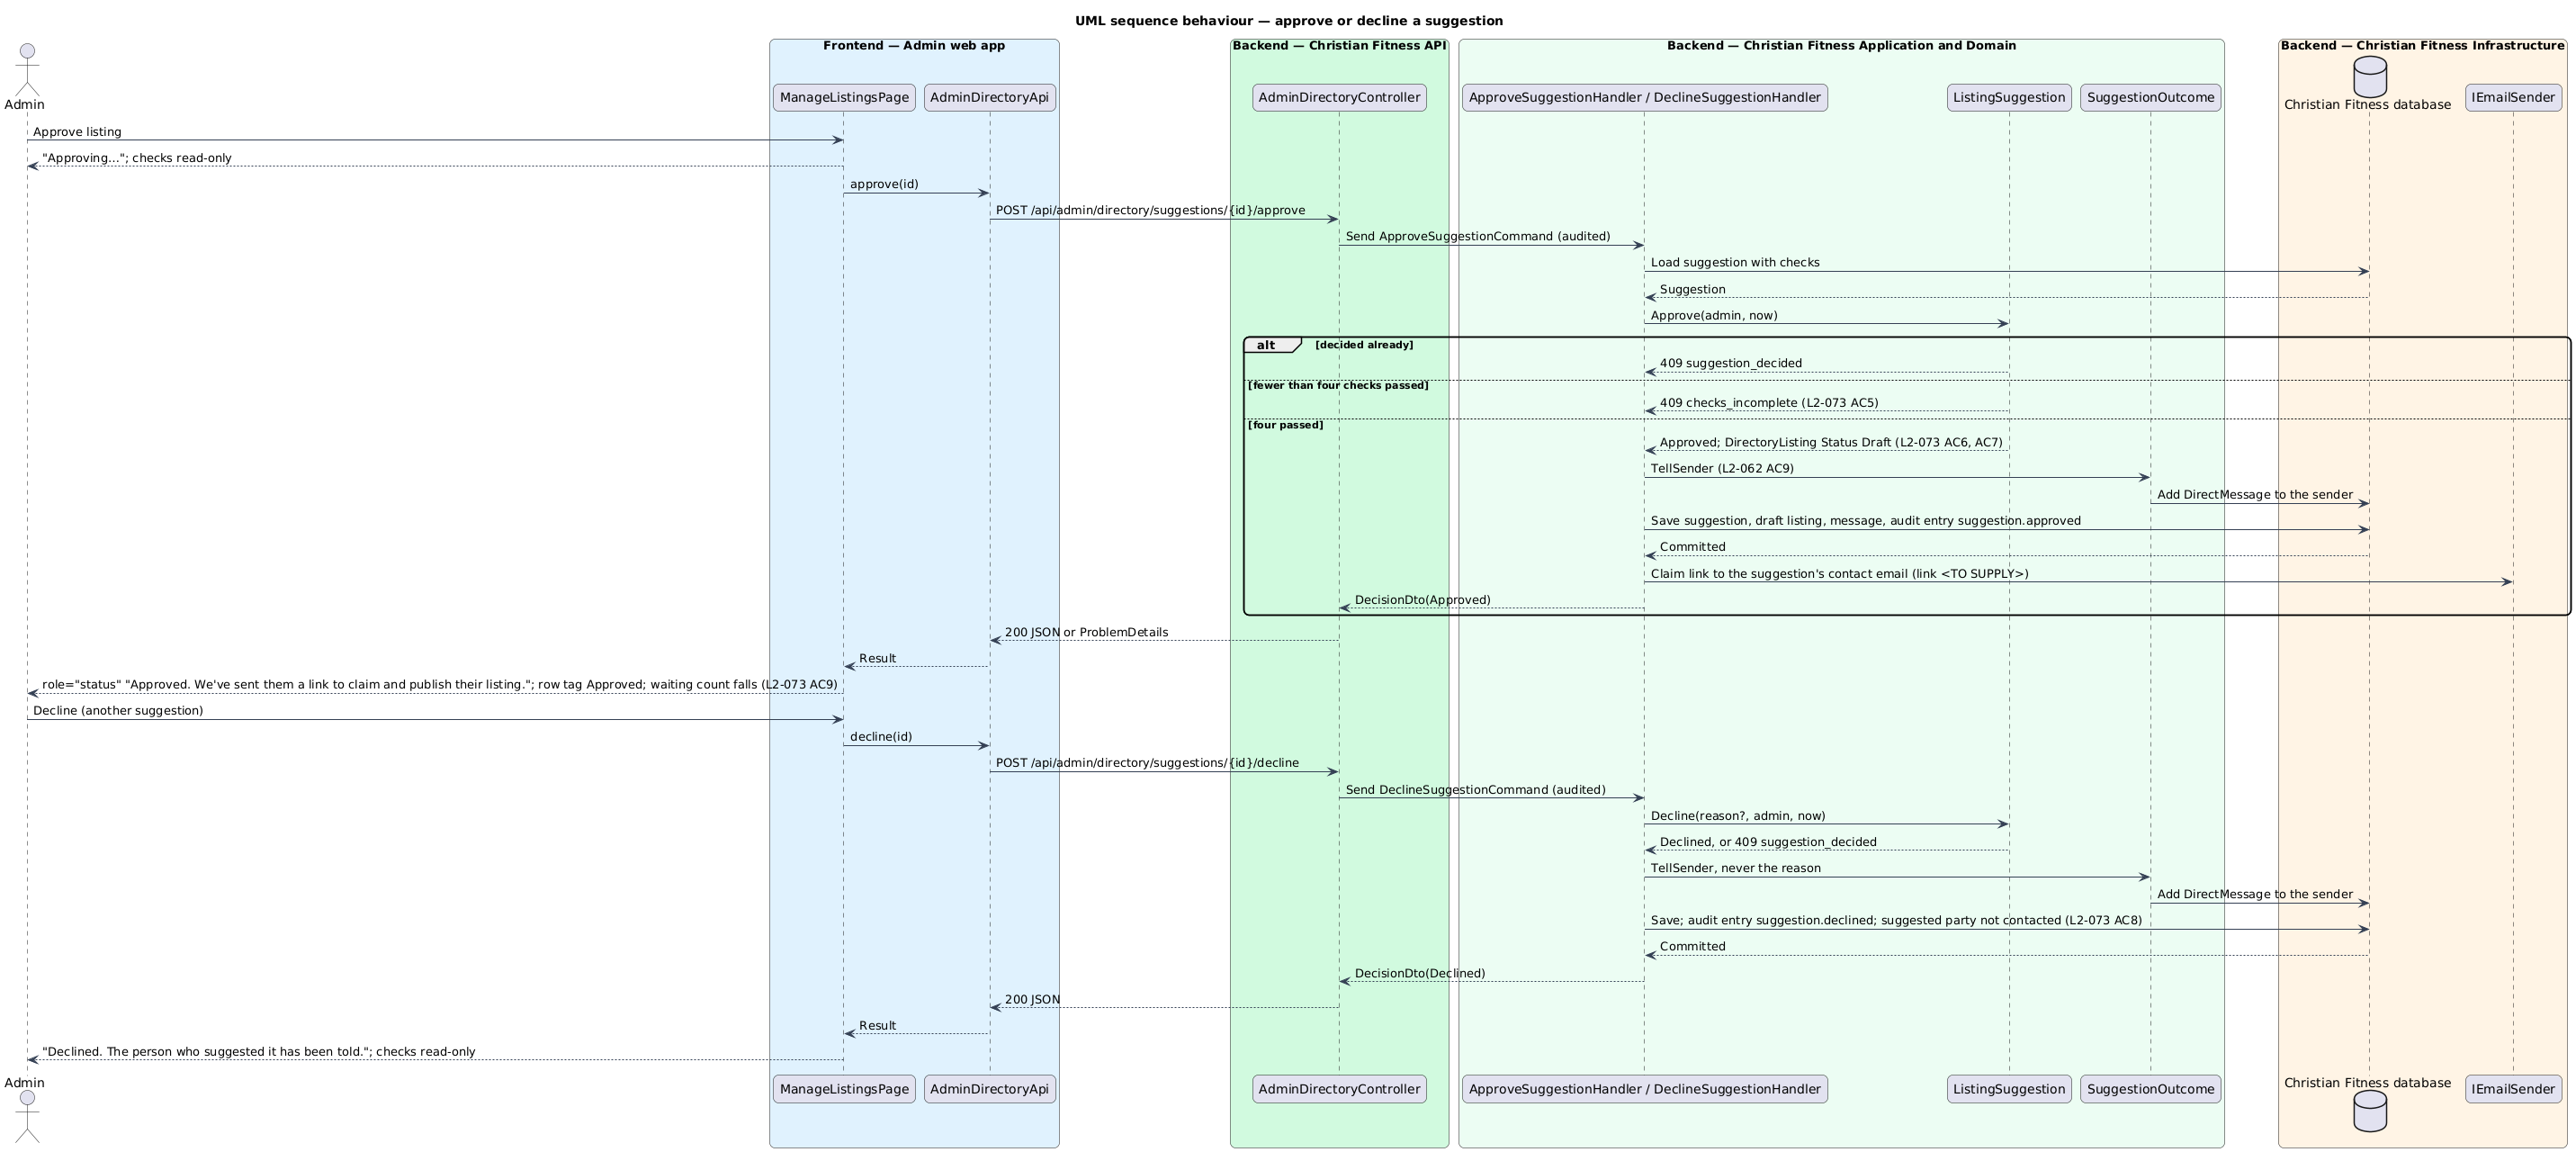 UML sequence behaviour — approve or decline a suggestion
Frontend — Admin web app
Backend — Christian Fitness API
Backend — Christian Fitness Application and Domain
Backend — Christian Fitness Infrastructure
Admin
ManageListingsPage
AdminDirectoryApi
AdminDirectoryController
ApproveSuggestionHandler / DeclineSuggestionHandler
ListingSuggestion
SuggestionOutcome
Christian Fitness database
IEmailSender
Approve listing
"Approving..."; checks read-only
approve(id)
POST /api/admin/directory/suggestions/{id}/approve
Send ApproveSuggestionCommand (audited)
Load suggestion with checks
Suggestion
Approve(admin, now)
alt
[decided already]
409 suggestion_decided
[fewer than four checks passed]
409 checks_incomplete (L2-073 AC5)
[four passed]
Approved; DirectoryListing Status Draft (L2-073 AC6, AC7)
TellSender (L2-062 AC9)
Add DirectMessage to the sender
Save suggestion, draft listing, message, audit entry suggestion.approved
Committed
Claim link to the suggestion's contact email (link <TO SUPPLY>)
DecisionDto(Approved)
200 JSON or ProblemDetails
Result
role="status" "Approved. We've sent them a link to claim and publish their listing."; row tag Approved; waiting count falls (L2-073 AC9)
Decline (another suggestion)
decline(id)
POST /api/admin/directory/suggestions/{id}/decline
Send DeclineSuggestionCommand (audited)
Decline(reason?, admin, now)
Declined, or 409 suggestion_decided
TellSender, never the reason
Add DirectMessage to the sender
Save; audit entry suggestion.declined; suggested party not contacted (L2-073 AC8)
Committed
DecisionDto(Declined)
200 JSON
Result
"Declined. The person who suggested it has been told."; checks read-only
Admin
ManageListingsPage
AdminDirectoryApi
AdminDirectoryController
ApproveSuggestionHandler / DeclineSuggestionHandler
ListingSuggestion
SuggestionOutcome
Christian Fitness database
IEmailSender